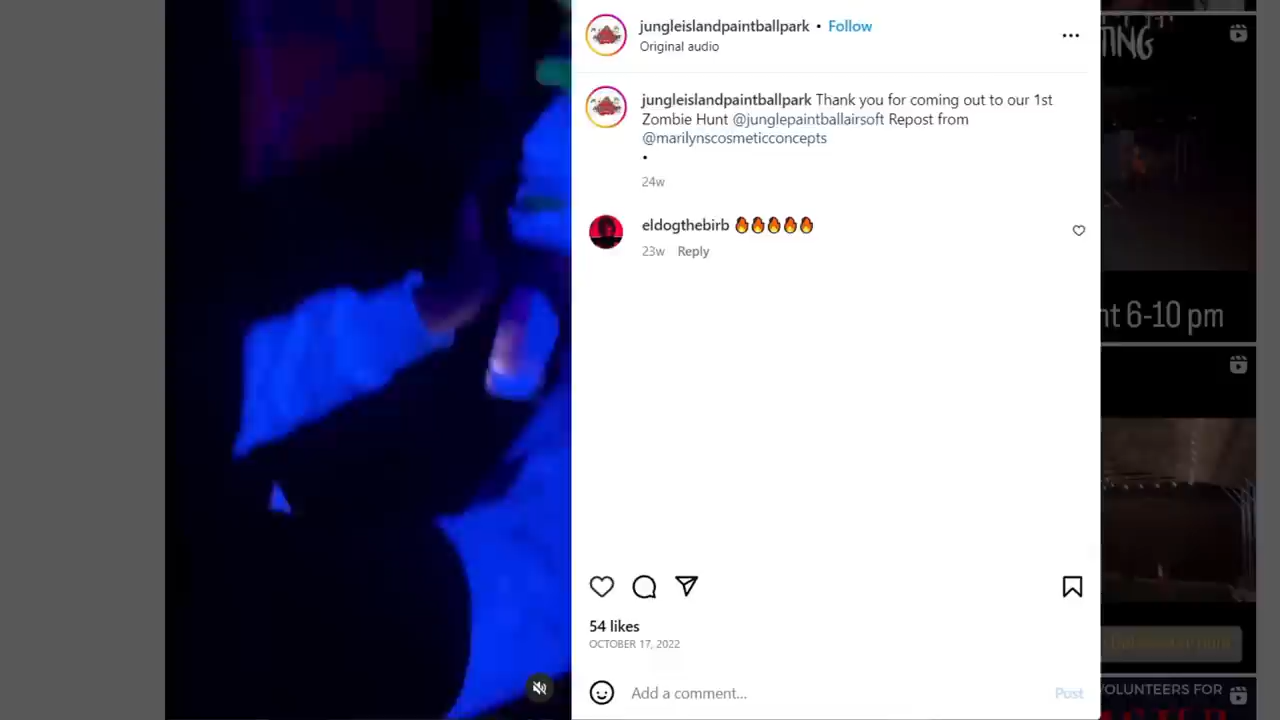 jungleislandpaintballpark • Follow
Original audio
jungleislandpaintballpark Thank you for coming out to our 1st
Zombie Hunt @junglepaintballairsoft Repost from
@marilynscosmeticconcepts
•
24w
eldogthebirb 🔥🔥🔥🔥🔥
23w Reply
54 likes
OCTOBER 17, 2022
Add a comment...
Post
TING
nt 6-10 pm
VOLUNTEERS FOR